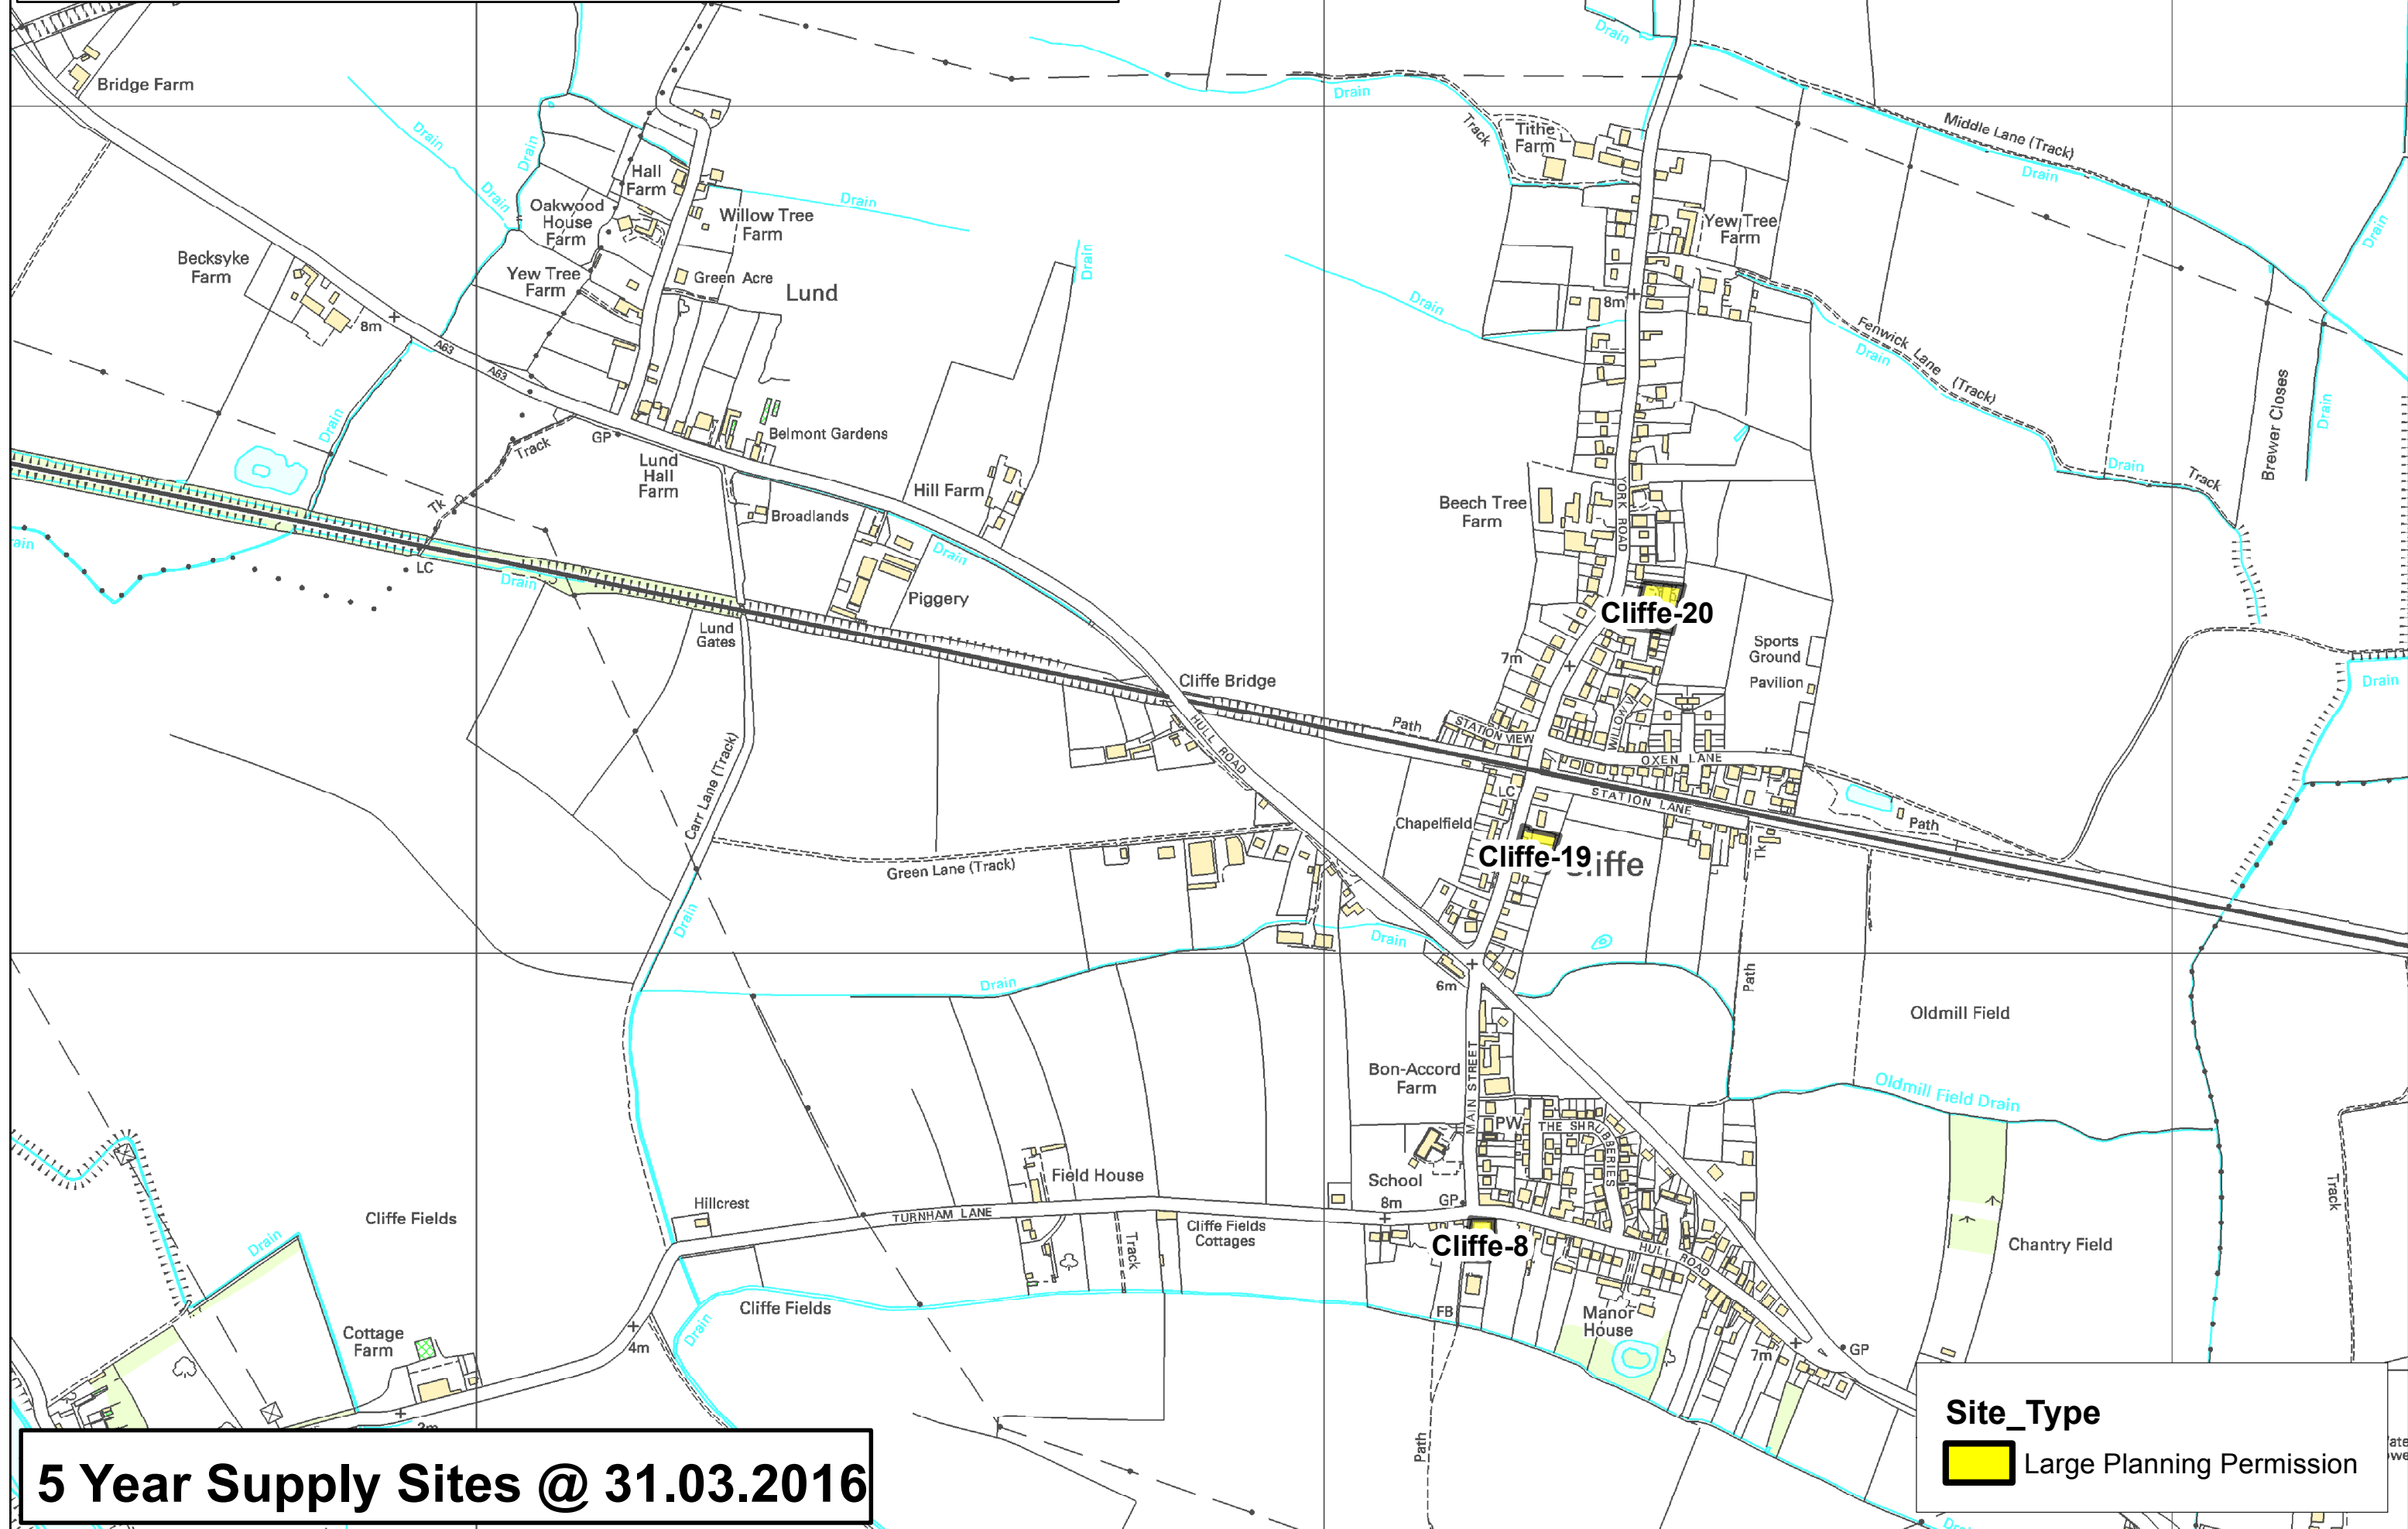 Bridge Farm
Drain
Drain
Drain
Drain
Middle Lane (Track)
Drain
Track
Tithe
Farm
Drain
Drain
Hall
Farm
Oakwood
House
Farm
Willow Tree
Farm
Drain
Yew Tree
Farm
Drain
Becksyke
Farm
Yew Tree
Farm
Green Acre
Lund
Drain
8m
8m
Drain
A63
A63
Fenwick Lane (Track)
Drain
Brewer Closes
Drain
Drain
Track
GP
Belmont Gardens
Lund
Hall
Farm
Tk
Hill Farm
Broadlands
Beech Tree
Farm
YORK ROAD
Drain
Track
LC
Drain
Drain
Piggery
Lund
Gates
Cliffe-20
7m
Sports
Ground
Pavilion
Drain
Cliffe Bridge
HULL ROAD
Path
STATION VIEW
WILLOW V
OXEN LANE
LC
STATION LANE
Carr Lane (Track)
Chapelfield
Path
Tk
Cliffe-19
Green Lane (Track)
Drain
Drain
Drain
6m
Path
Oldmill Field
Bon-Accord
Farm
MAIN STREET
Oldmill Field Drain
PW
THE SHRUBBERIES
School
8m
GP
Field House
Hillcrest
TURNHAM LANE
Cliffe Fields
Cottages
Track
Track
Cliffe Fields
Drain
Cliffe-8
HULL ROAD
Chantry Field
Cliffe Fields
Drain
FB
Manor
House
Cottage
Farm
4m
7m
GP
Path
Site_Type
Large Planning Permission
5 Year Supply Sites @ 31.03.2016